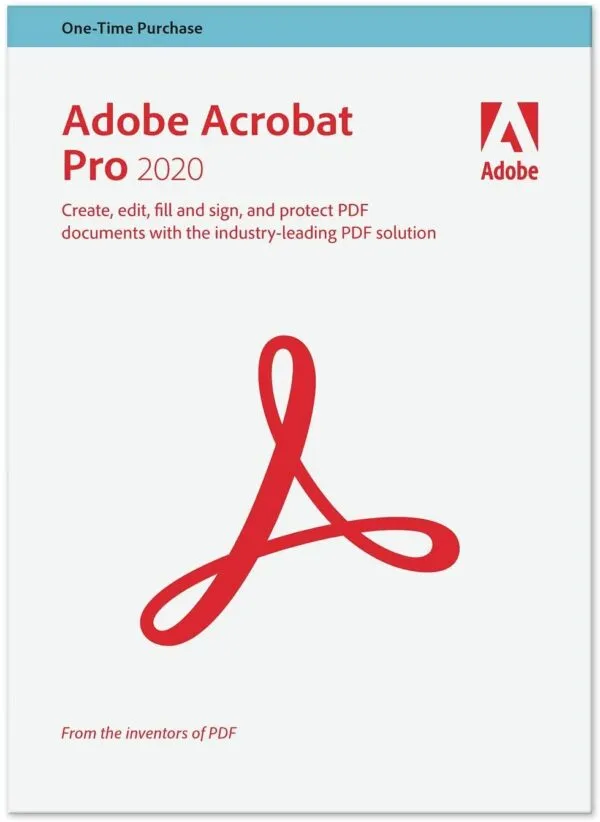 One-Time Purchase
Adobe Acrobat
Pro 2020
Adobe
Create, edit, fill and sign, and protect PDF
documents with the industry-leading PDF solution
From the inventors of PDF